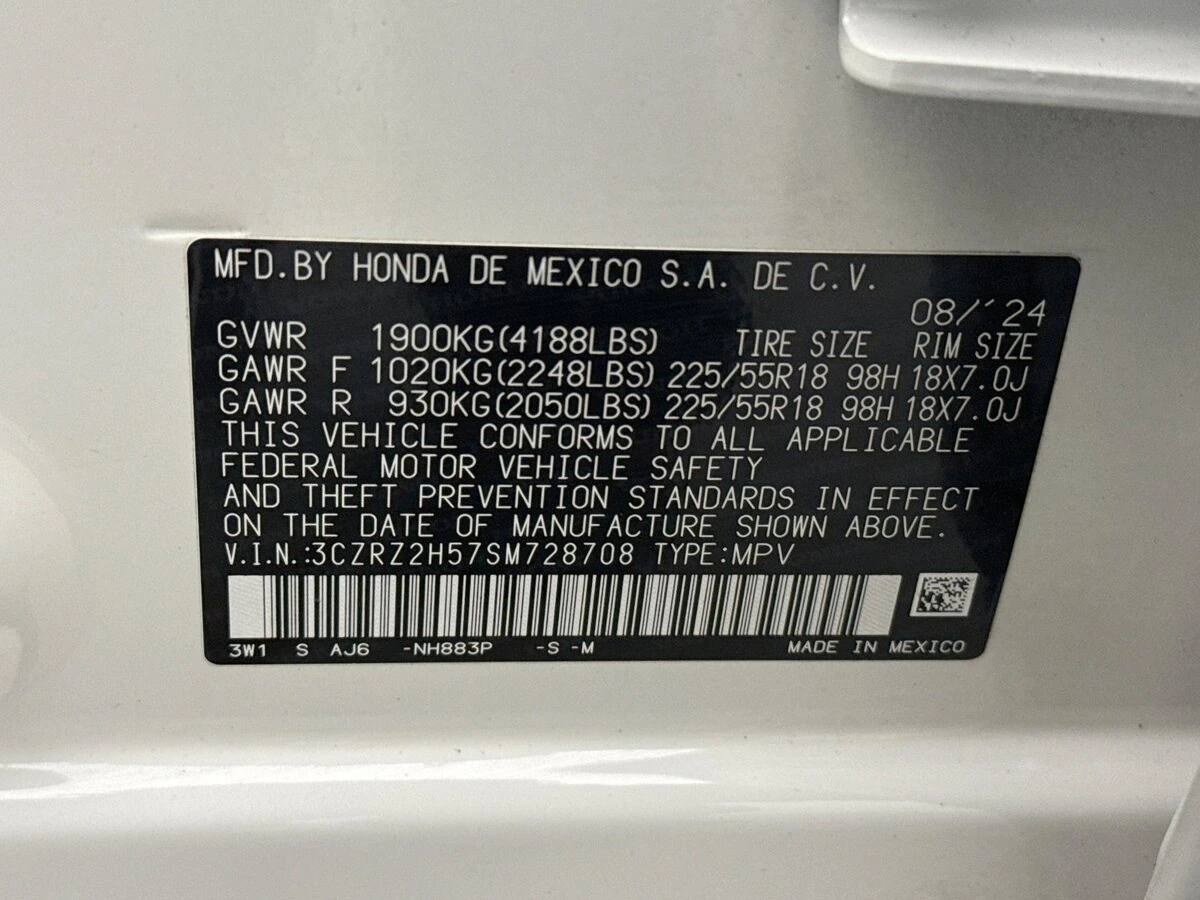 MFD.BY HONDA DE MEXICO S.A. DE C.V.
08/'24
GVWR 1900KG(4188LBS) TIRE SIZE RIM SIZE
GAWR F 1020KG(2248LBS) 225/55R18 98H 18X7.0J
GAWR R 930KG(2050LBS) 225/55R18 98H 18X7.0J
THIS VEHICLE CONFORMS TO ALL APPLICABLE
FEDERAL MOTOR VEHICLE SAFETY
AND THEFT PREVENTION STANDARDS IN EFFECT
ON THE DATE OF MANUFACTURE SHOWN ABOVE.
V.I.N.:3CZRZ2H57SM728708 TYPE:MPV
3W1 S AJ6 -NH883P -S -M MADE IN MEXICO